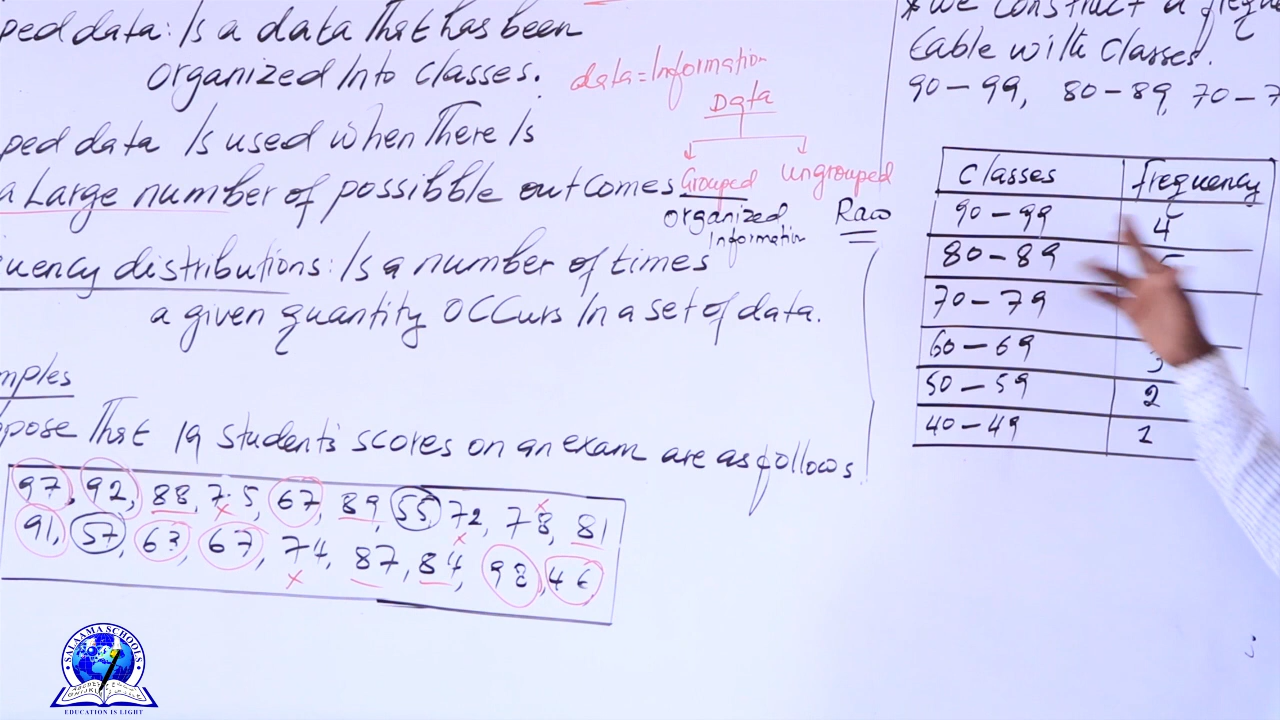 ped data: Is a data that has been
organized Into classes.
data = Information
Data
Grouped ungrouped
organized Information
Raw
ped data Is used when There Is
a Large number of possibble outcomes
uency distributions: Is a number of times
a given quantity OCCurs In a set of data.
mples
pose That 19 students scores on an exam are as follows
97, 92, 88, 75, 67, 89, 55, 72, 78, 81
91, 57, 63, 67, 74, 87, 84, 98, 46
* we construct a frequ
table with classes.
90 – 99, 80 – 89, 70 – 7
classes frequency
90 – 99 4
80 – 89
70 – 79
60 – 69 3
50 – 59 2
40 – 49 1
SALAAMA SCHOOLS
EDUCATION IS LIGHT